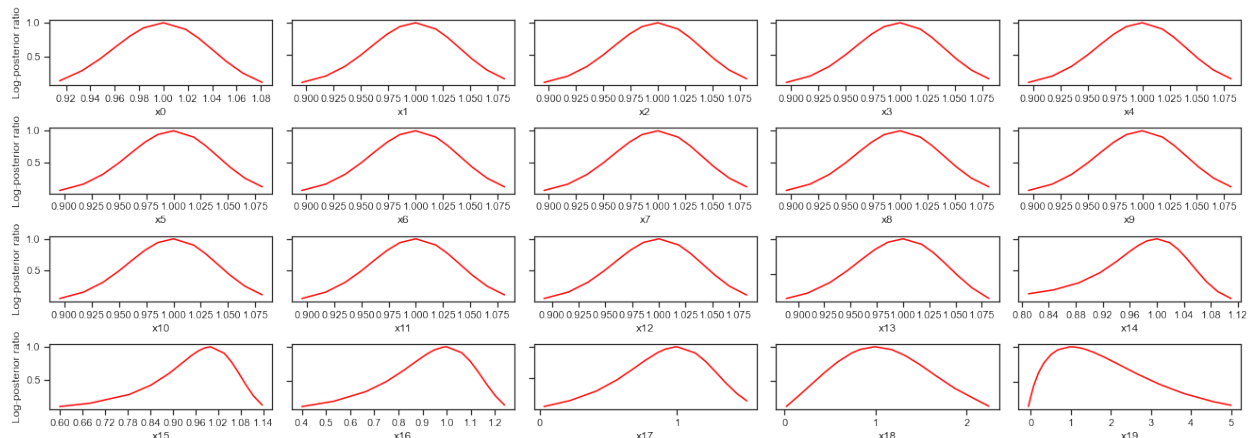 Log-posterior ratio
1.0
0.5
0.92 0.94 0.96 0.98 1.00 1.02 1.04 1.06 1.08
x0
0.900 0.925 0.950 0.975 1.000 1.025 1.050 1.075
x1
0.900 0.925 0.950 0.975 1.000 1.025 1.050 1.075
x2
0.900 0.925 0.950 0.975 1.000 1.025 1.050 1.075
x3
0.900 0.925 0.950 0.975 1.000 1.025 1.050 1.075
x4
Log-posterior ratio
1.0
0.5
0.900 0.925 0.950 0.975 1.000 1.025 1.050 1.075
x5
0.900 0.925 0.950 0.975 1.000 1.025 1.050 1.075
x6
0.900 0.925 0.950 0.975 1.000 1.025 1.050 1.075
x7
0.900 0.925 0.950 0.975 1.000 1.025 1.050 1.075
x8
0.900 0.925 0.950 0.975 1.000 1.025 1.050 1.075
x9
Log-posterior ratio
1.0
0.5
0.900 0.925 0.950 0.975 1.000 1.025 1.050 1.075
x10
0.900 0.925 0.950 0.975 1.000 1.025 1.050 1.075
x11
0.900 0.925 0.950 0.975 1.000 1.025 1.050 1.075
x12
0.900 0.925 0.950 0.975 1.000 1.025 1.050 1.075
x13
0.80 0.84 0.88 0.92 0.96 1.00 1.04 1.08 1.12
x14
Log-posterior ratio
1.0
0.5
0.60 0.66 0.72 0.78 0.84 0.90 0.96 1.02 1.08 1.14
x15
0.4 0.5 0.6 0.7 0.8 0.9 1.0 1.1 1.2
x16
0 1
x17
0 1 2
x18
0 1 2 3 4 5
x19